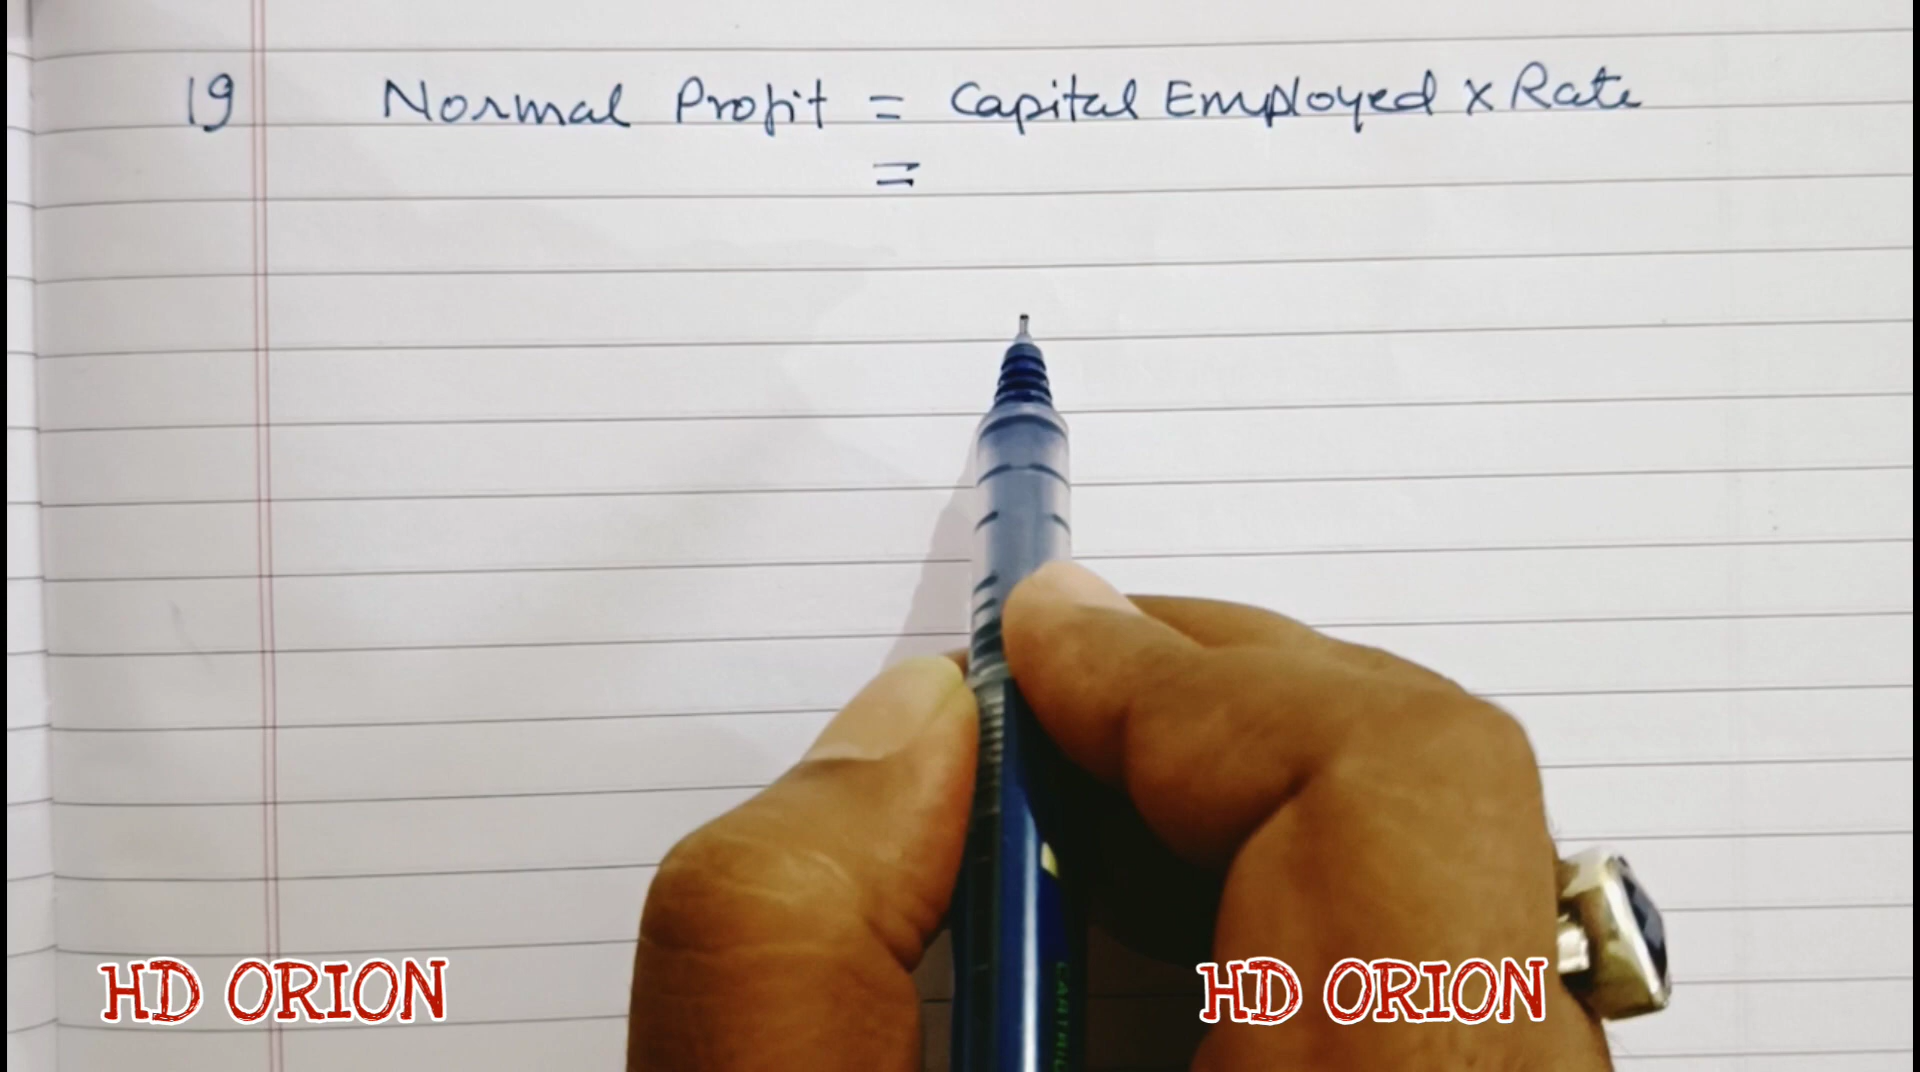 19 Normal Profit = Capital Employed x Rate
=
HD ORION HD ORION